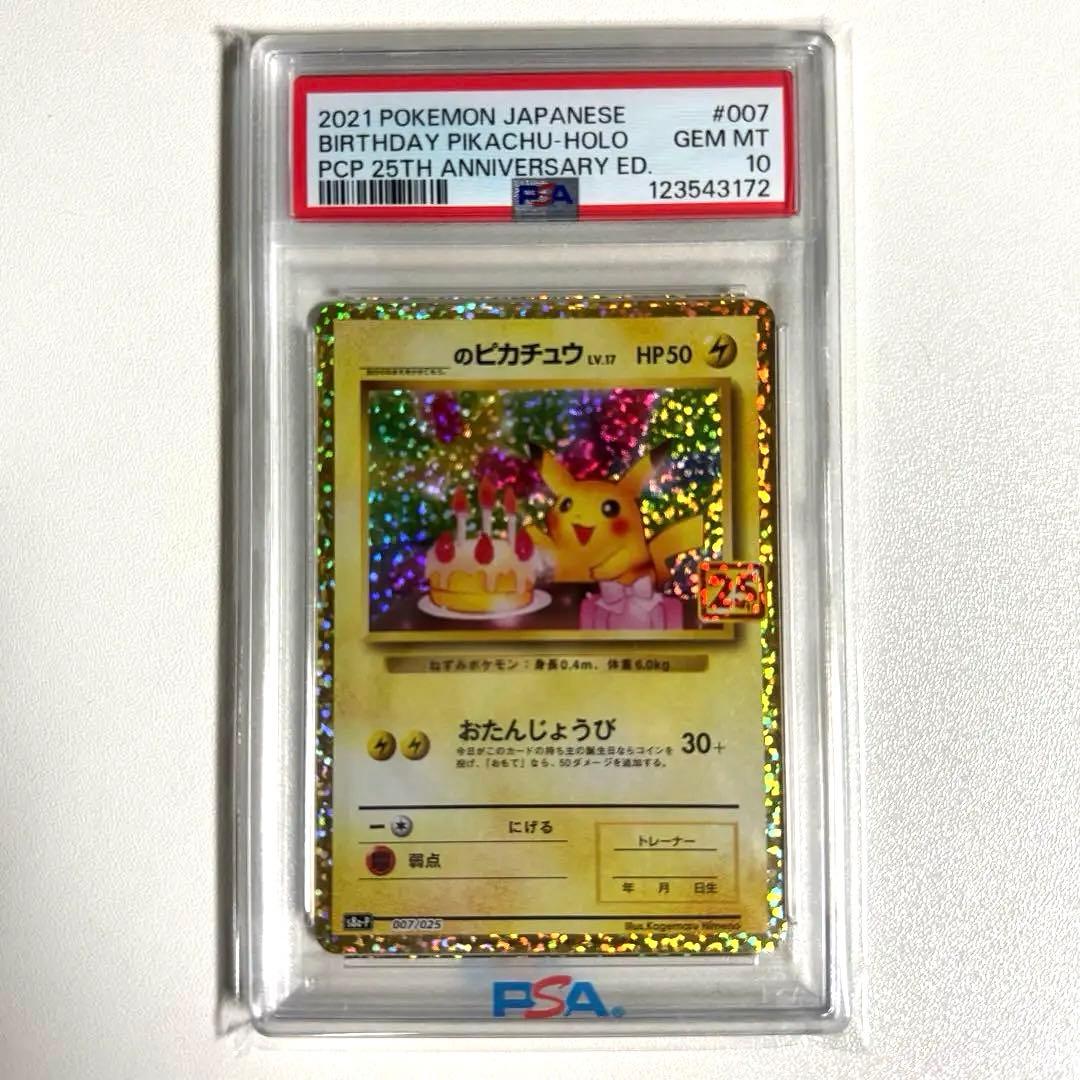 2021 POKEMON JAPANESE #007
BIRTHDAY PIKACHU-HOLO GEM MT
PCP 25TH ANNIVERSARY ED. 10
PSA 123543172
のピカチュウ LV.17 HP50
25
ねずみポケモン：身長0.4m、体重6.0kg
おたんじょうび 30+
今日がこのカードの持ち主の誕生日ならコインを
投げ、「おもて」なら、50ダメージを追加する。
にげる
弱点
トレーナー
年 月 日生
s8a-P 007/025 Illus.Kagemaru Himeno
PSA®